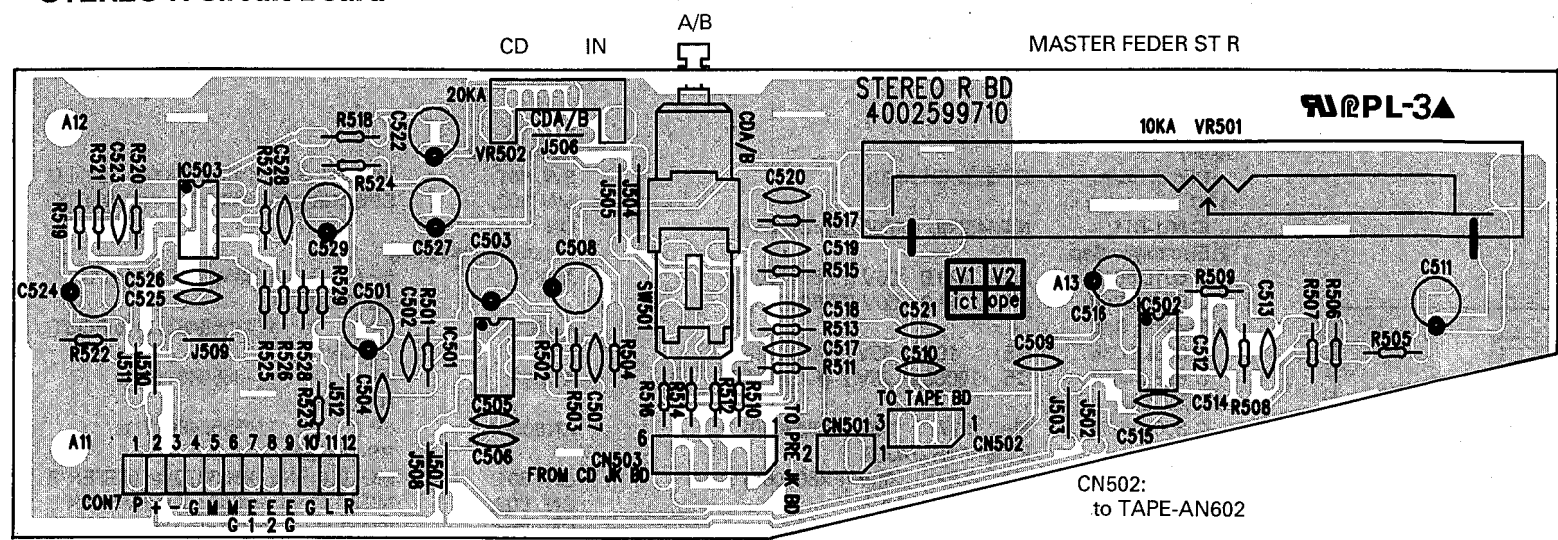 A/B
CD IN
MASTER FEDER ST R
STEREO R BD
4002599710
PL-3
10KA VR501
20KA
CDA/B
VR502
J506
CDA/B
A12
R518
C522
R521
C523
R520
IC503
R527
C528
R524
R519
C529
C527
J505
J504
C520
R517
C519
R515
C503
C508
SW501
C526
C525
C524
R529
C501
C502
R501
IC501
C518
R513
C517
R511
C521
C510
V1 V2
ict ope
A13
C516
IC502
R509
C513
R507
R506
C511
R505
C509
C512
R508
C514
C515
R522
J511
J510
J509
R525
R526
R528
R523
J512
C504
R502
R503
C507
R504
R516
R514
R512
R510
C505
C506
TO TAPE BD
3 1
CN502
CN501
2 1
TO PRE JK BD
9 1
CN503
FROM CD JK BD
J503
J502
J508
J507
A11
1 2 3 4 5 6 7 8 9 10 11 12
CON7 P + - G M M E E E G L R
G 1 2 G
CN502:
to TAPE-AN602